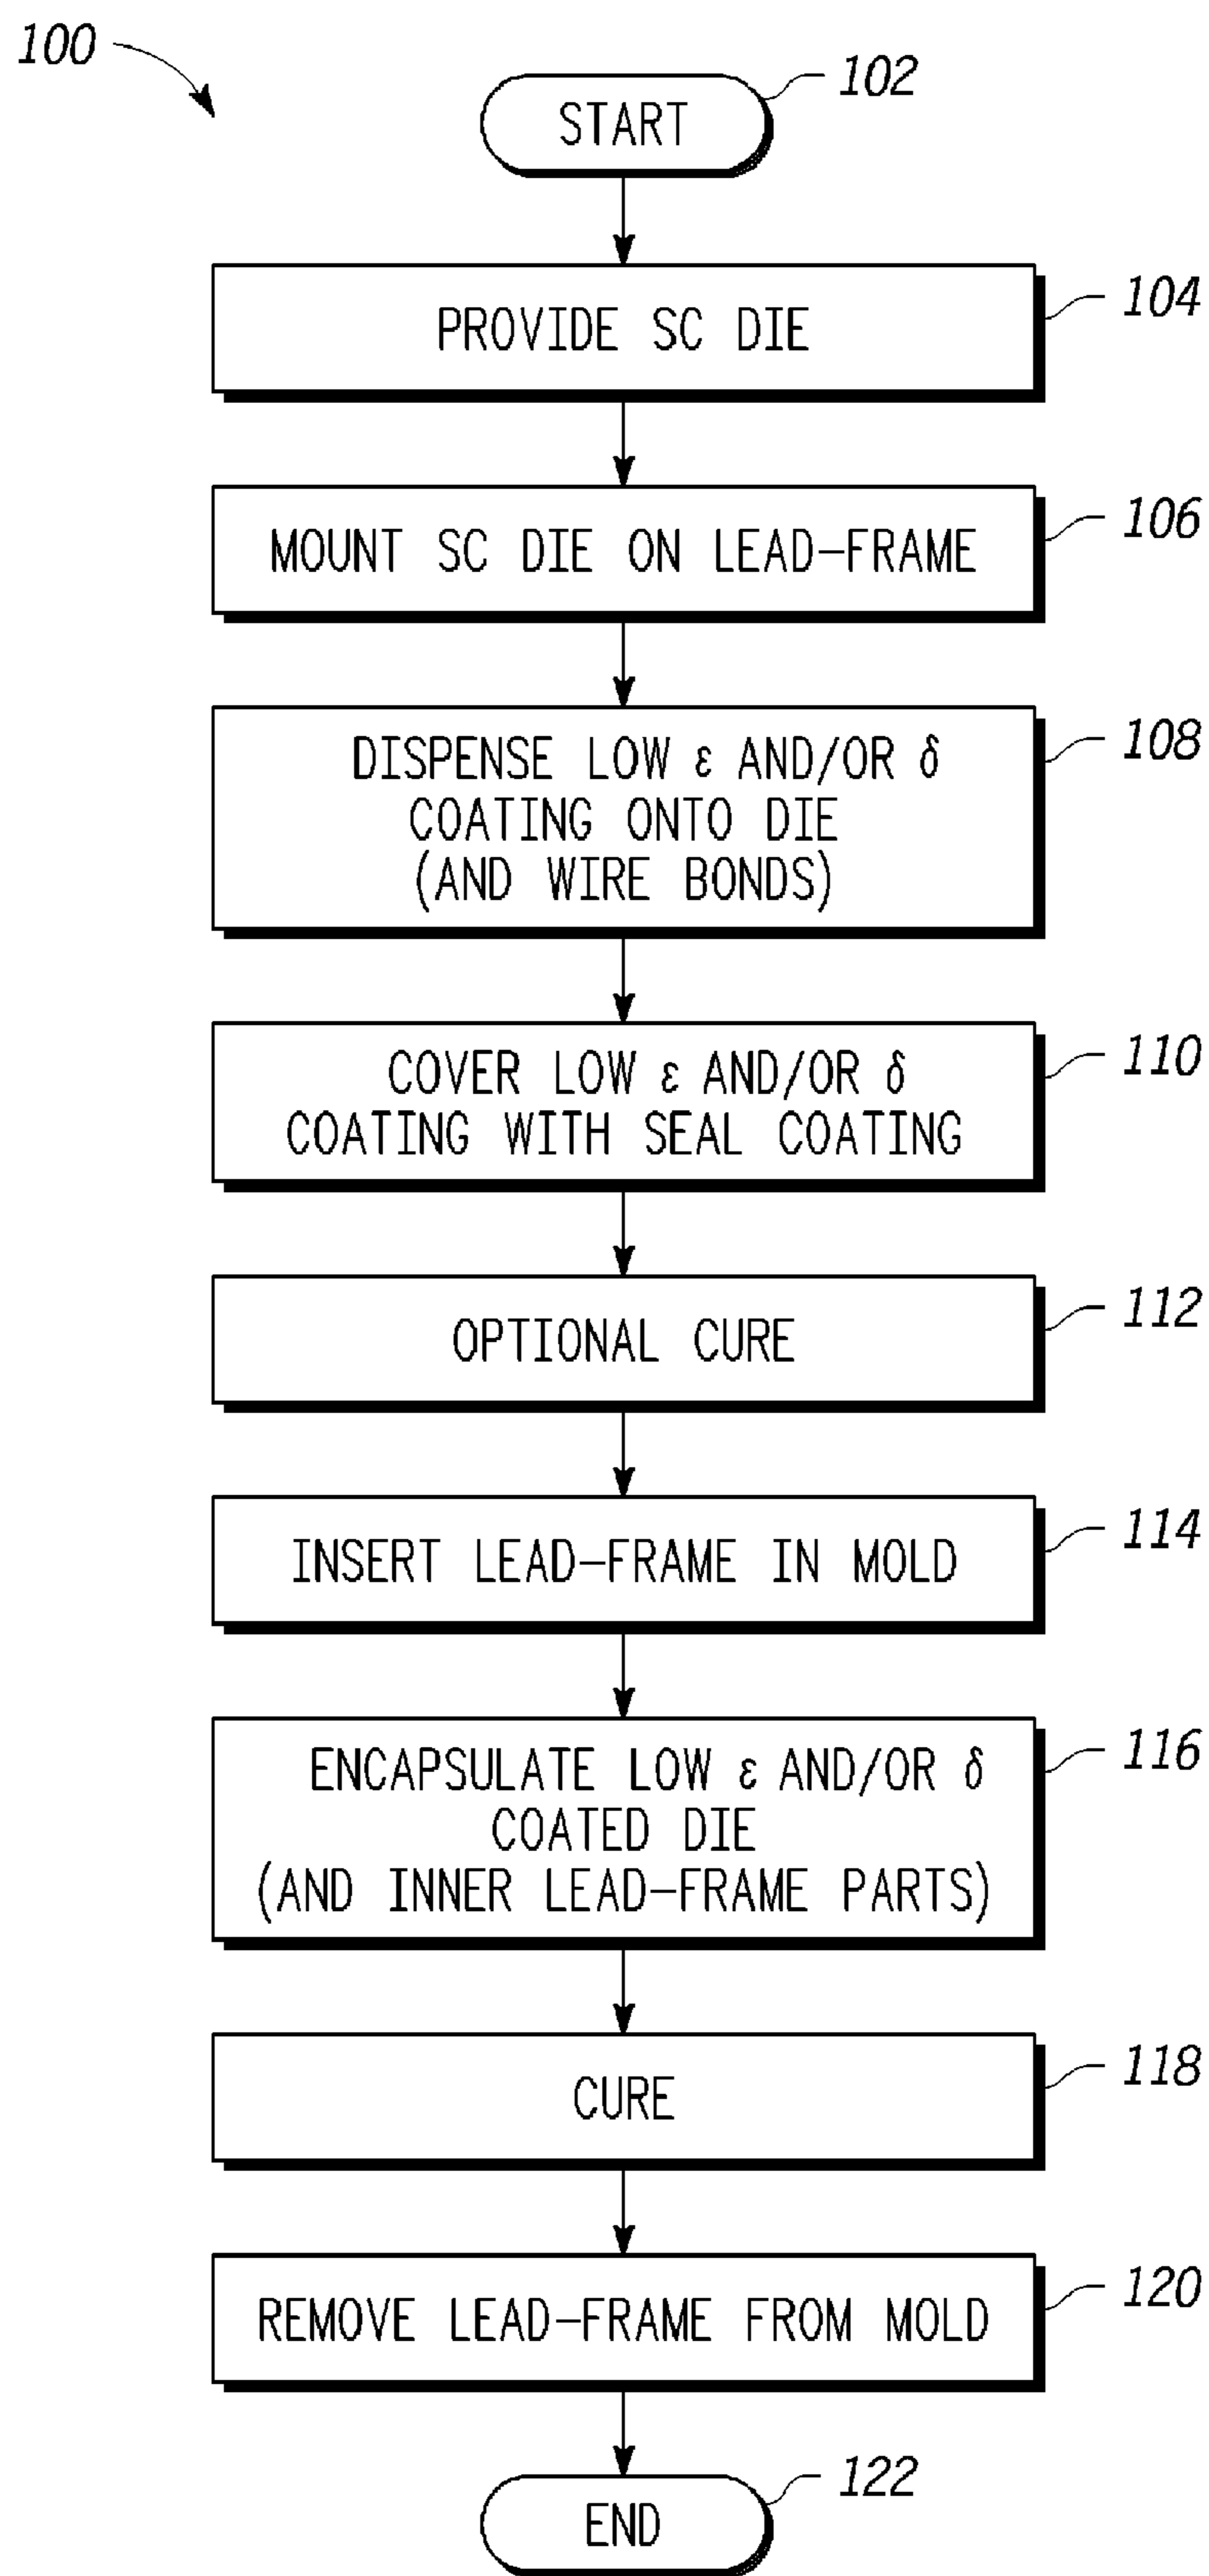 100
START
102
PROVIDE SC DIE
104
MOUNT SC DIE ON LEAD-FRAME
106
DISPENSE LOW ε AND/OR δ
COATING ONTO DIE
(AND WIRE BONDS)
108
COVER LOW ε AND/OR δ
COATING WITH SEAL COATING
110
OPTIONAL CURE
112
INSERT LEAD-FRAME IN MOLD
114
ENCAPSULATE LOW ε AND/OR δ
COATED DIE
(AND INNER LEAD-FRAME PARTS)
116
CURE
118
REMOVE LEAD-FRAME FROM MOLD
120
END
122